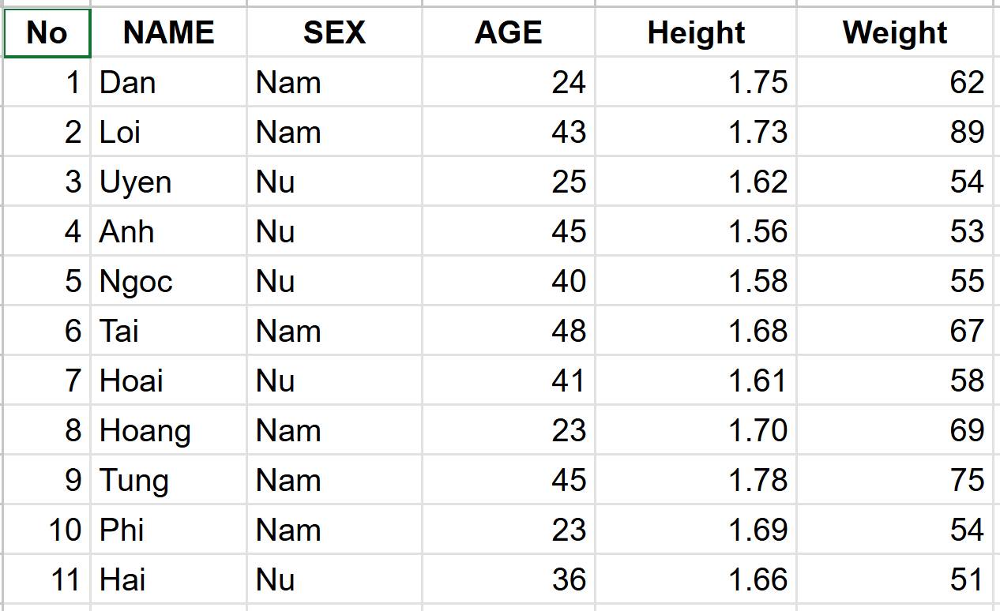 No NAME SEX AGE Height Weight
1 Dan Nam 24 1.75 62
2 Loi Nam 43 1.73 89
3 Uyen Nu 25 1.62 54
4 Anh Nu 45 1.56 53
5 Ngoc Nu 40 1.58 55
6 Tai Nam 48 1.68 67
7 Hoai Nu 41 1.61 58
8 Hoang Nam 23 1.70 69
9 Tung Nam 45 1.78 75
10 Phi Nam 23 1.69 54
11 Hai Nu 36 1.66 51